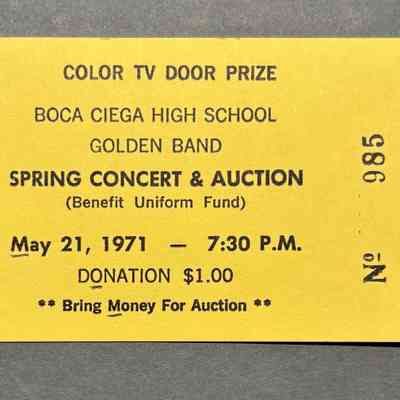 COLOR TV DOOR PRIZE
BOCA CIEGA HIGH SCHOOL
GOLDEN BAND
SPRING CONCERT & AUCTION
(Benefit Uniform Fund)
May 21, 1971 — 7:30 P.M.
DONATION $1.00
** Bring Money For Auction **
Nº 985